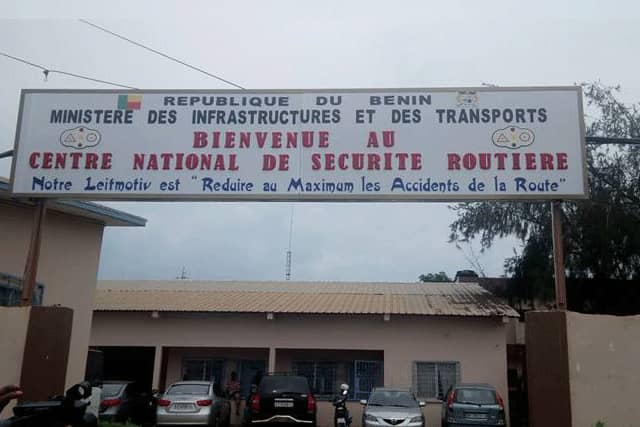 REPUBLIQUE DU BENIN
MINISTERE DES INFRASTRUCTURES ET DES TRANSPORTS
BIENVENUE AU
CENTRE NATIONAL DE SECURITE ROUTIERE
Notre Leitmotiv est "Reduire au Maximum les Accidents de la Route"